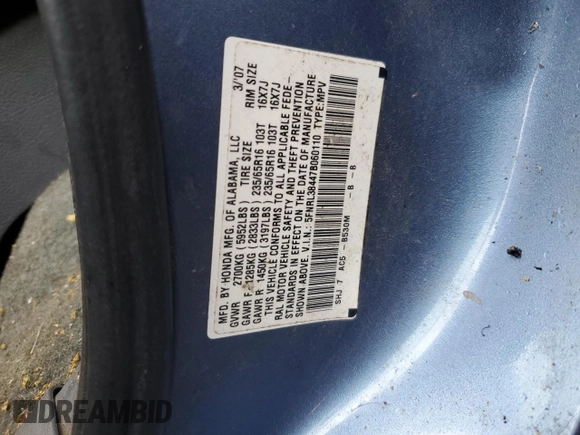 MFD. BY HONDA MFG. OF ALABAMA, LLC 3/'07
GVWR 2700KG (5952LBS) TIRE SIZE RIM SIZE
GAWR F 1285KG (2833LBS) 235/65R16 103T 16X7J
GAWR R 1450KG (3197LBS) 235/65R16 103T 16X7J
THIS VEHICLE CONFORMS TO ALL APPLICABLE FEDE-
RAL MOTOR VEHICLE SAFETY AND THEFT PREVENTION
STANDARDS IN EFFECT ON THE DATE OF MANUFACTURE
SHOWN ABOVE. V.I.N.: 5FNRL38447B060110 TYPE:MPV
SHJ 7 AC5 - B530M - B - B
DREAMBID